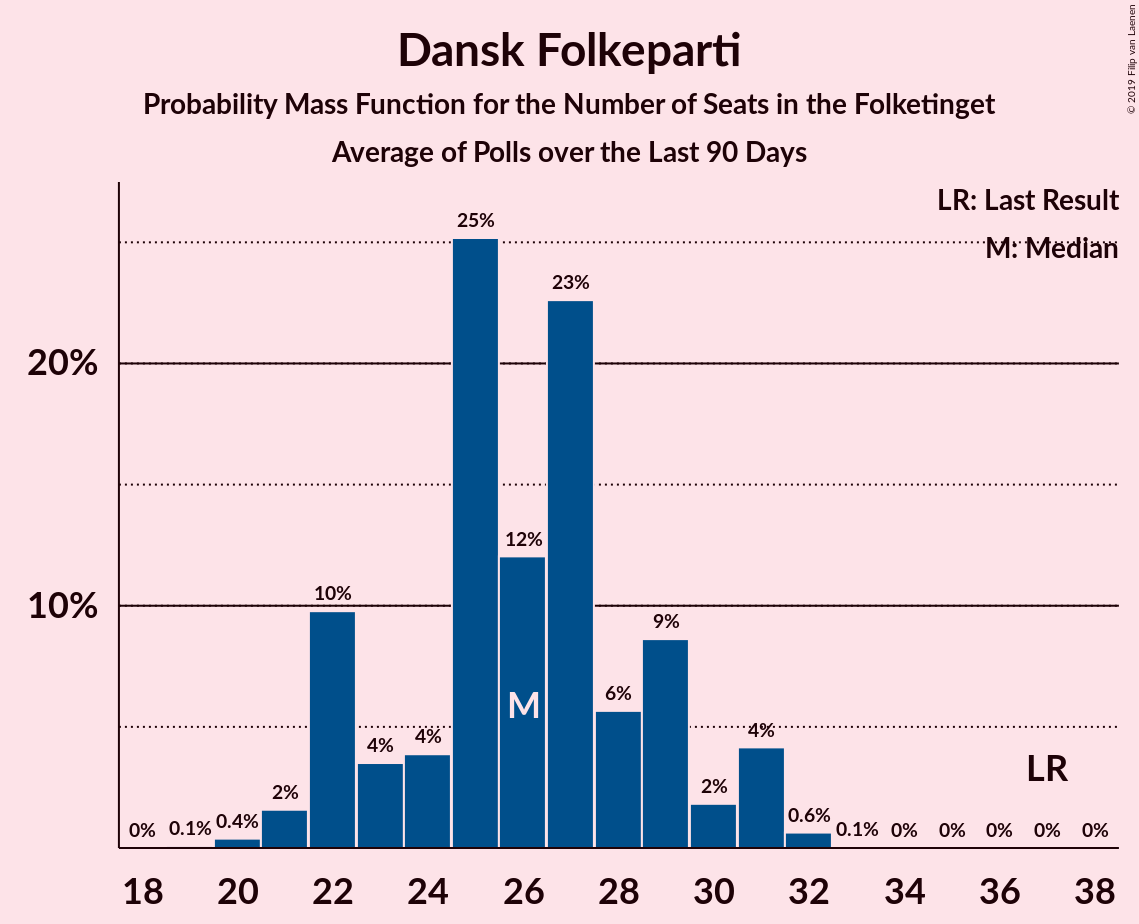 Dansk Folkeparti
Probability Mass Function for the Number of Seats in the Folketinget
Average of Polls over the Last 90 Days
© 2019 Filip van Laenen
LR: Last Result
M: Median
25%
23%
20%
12%
10%
10%
9%
6%
M
4%
4%
4%
LR
2%
2%
0%
0.1%
0.4%
0.6%
0.1%
0%
0%
0%
0%
0%
18 20 22 24 26 28 30 32 34 36 38